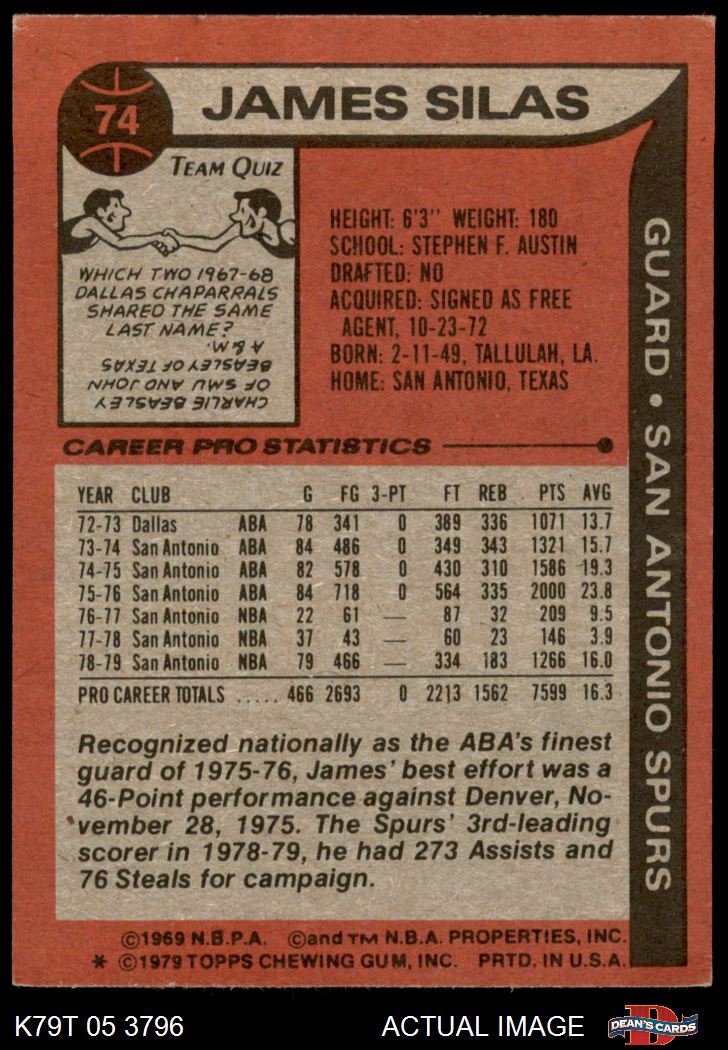 74
JAMES SILAS
TEAM QUIZ
WHICH TWO 1967-68
DALLAS CHAPARRALS
SHARED THE SAME
LAST NAME?
CHARLIE BEASLEY
OF SMU AND JOHN
BEASLEY OF TEXAS
A & M.
HEIGHT: 6'3" WEIGHT: 180
SCHOOL: STEPHEN F. AUSTIN
DRAFTED: NO
ACQUIRED: SIGNED AS FREE
AGENT, 10-23-72
BORN: 2-11-49, TALLULAH, LA.
HOME: SAN ANTONIO, TEXAS
GUARD • SAN ANTONIO SPURS
CAREER PRO STATISTICS
YEAR CLUB G FG 3-PT FT REB PTS AVG
72-73 Dallas ABA 78 341 0 389 336 1071 13.7
73-74 San Antonio ABA 84 486 0 349 343 1321 15.7
74-75 San Antonio ABA 82 578 0 430 310 1586 19.3
75-76 San Antonio ABA 84 718 0 564 335 2000 23.8
76-77 San Antonio NBA 22 61 — 87 32 209 9.5
77-78 San Antonio NBA 37 43 — 60 23 146 3.9
78-79 San Antonio NBA 79 466 — 334 183 1266 16.0
PRO CAREER TOTALS ..... 466 2693 0 2213 1562 7599 16.3
Recognized nationally as the ABA's finest
guard of 1975-76, James' best effort was a
46-Point performance against Denver, No-
vember 28, 1975. The Spurs' 3rd-leading
scorer in 1978-79, he had 273 Assists and
76 Steals for campaign.
©1969 N.B.P.A. ©and TM N.B.A. PROPERTIES, INC.
* ©1979 TOPPS CHEWING GUM, INC. PRTD. IN U.S.A.
K79T 05 3796 ACTUAL IMAGE
D
DEAN'S CARDS